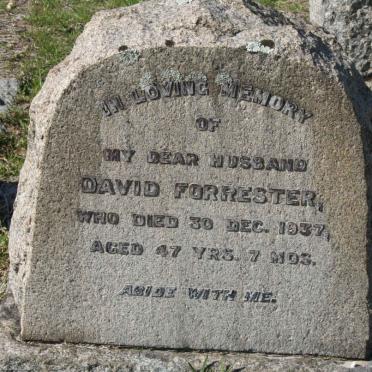 IN LOVING MEMORY
OF
MY DEAR HUSBAND
DAVID FORRESTER,
WHO DIED 30 DEC. 1937,
AGED 47 YRS. 7 MOS.
ABIDE WITH ME.